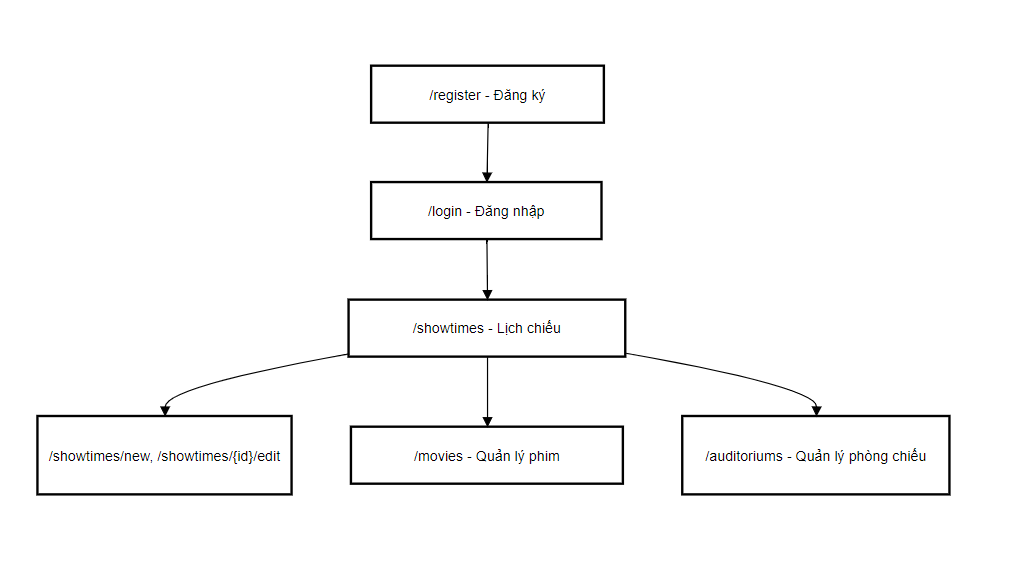 /register - Đăng ký
/login - Đăng nhập
/showtimes - Lịch chiếu
/showtimes/new, /showtimes/{id}/edit
/movies - Quản lý phim
/auditoriums - Quản lý phòng chiếu